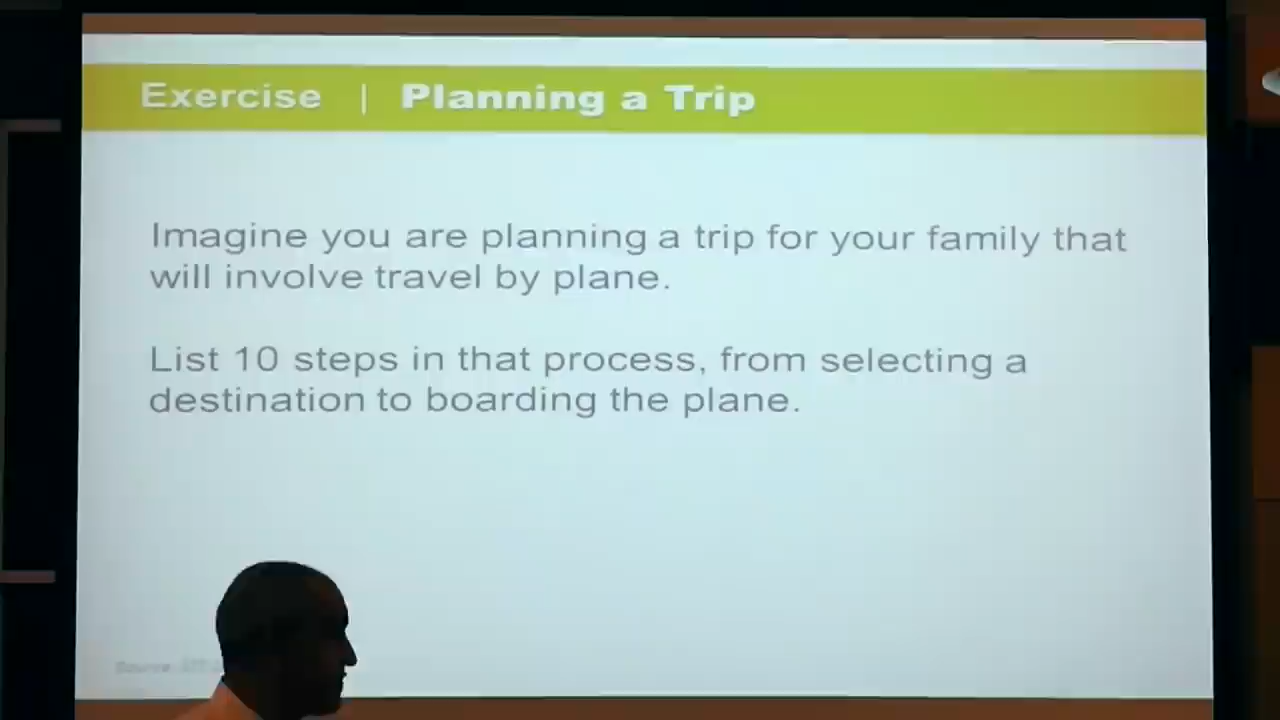 Exercise | Planning a Trip
Imagine you are planning a trip for your family that
will involve travel by plane.
List 10 steps in that process, from selecting a
destination to boarding the plane.
Source: